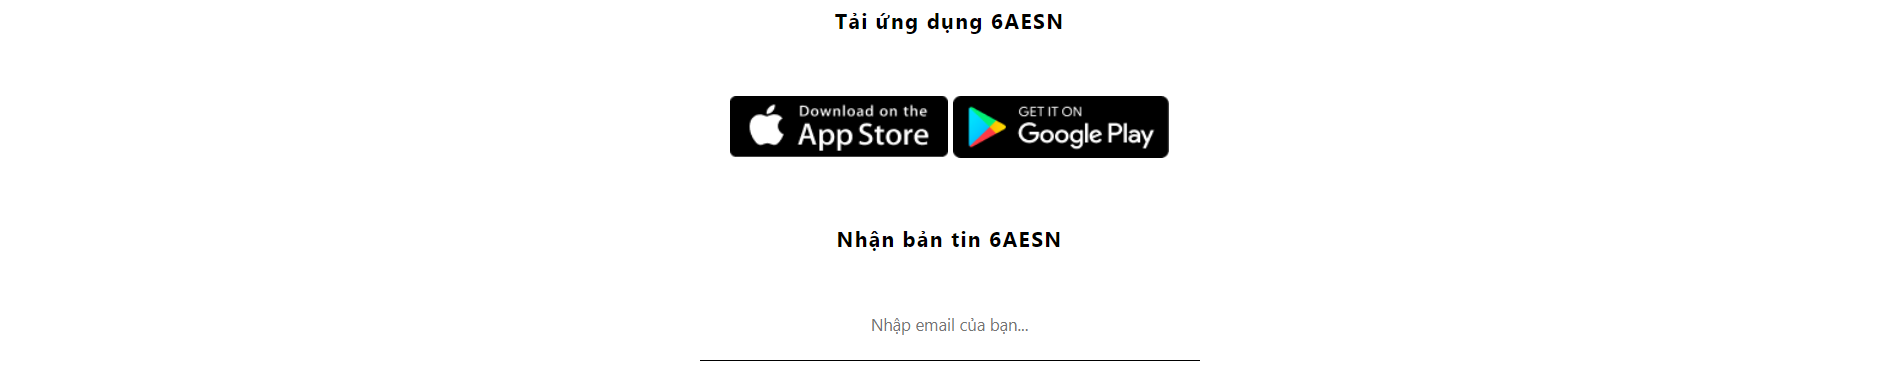 Tải ứng dụng 6AESN
Download on the
App Store
GET IT ON
Google Play
Nhận bản tin 6AESN
Nhập email của bạn...